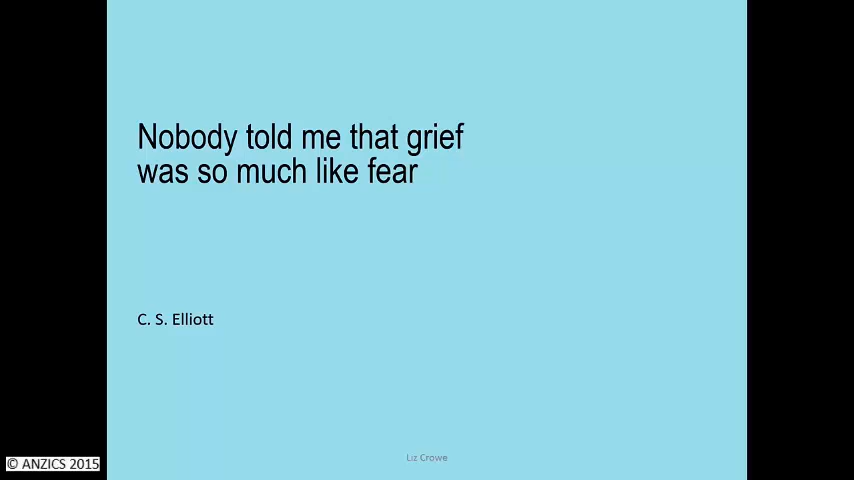 Nobody told me that grief
was so much like fear
C. S. Elliott
Liz Crowe
© ANZICS 2015